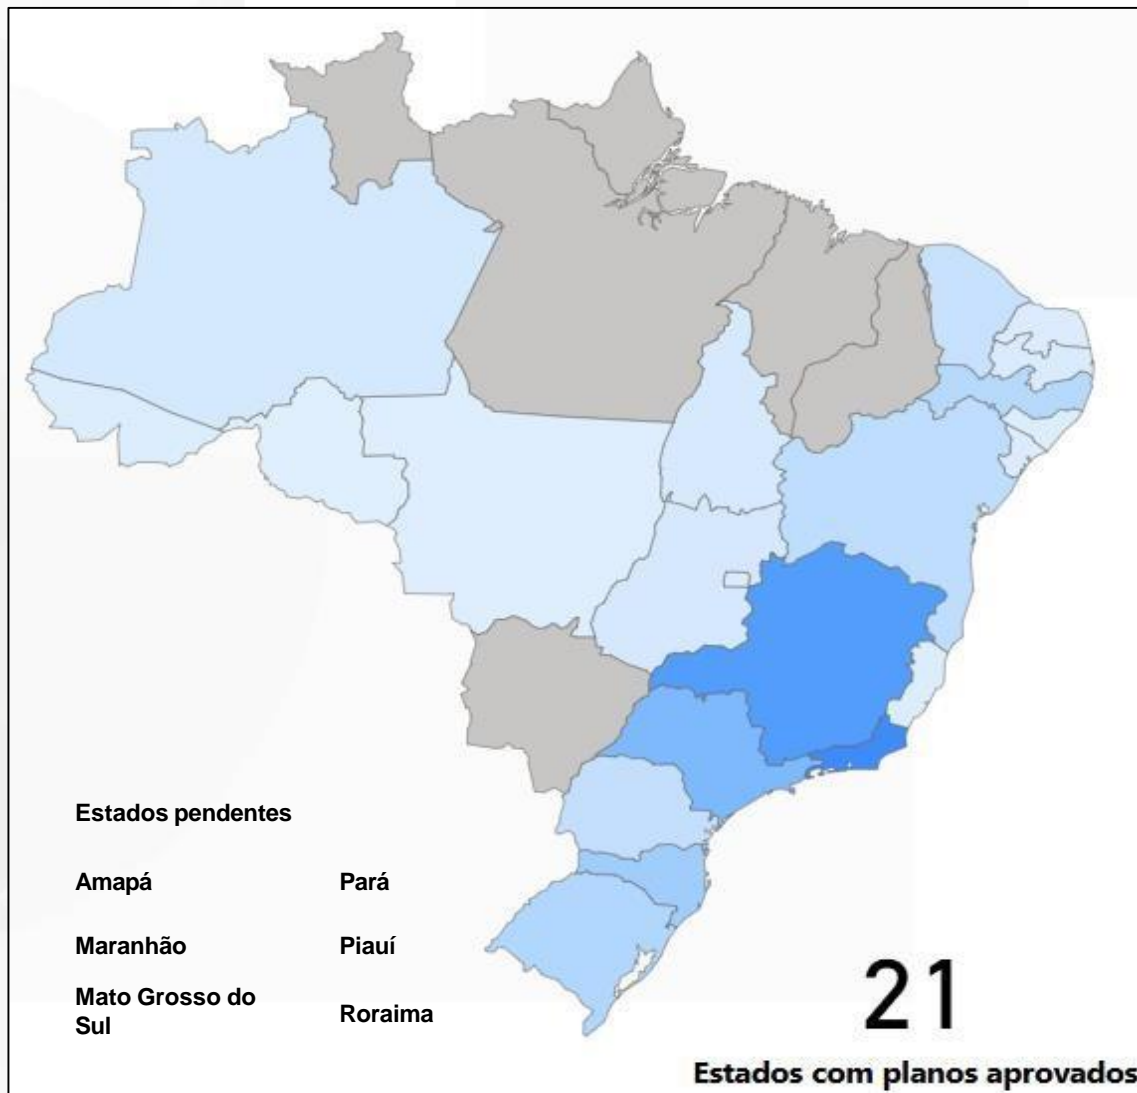 Estados pendentes
Amapá Pará
Maranhão Piauí
Mato Grosso do
Sul Roraima
21
Estados com planos aprovados